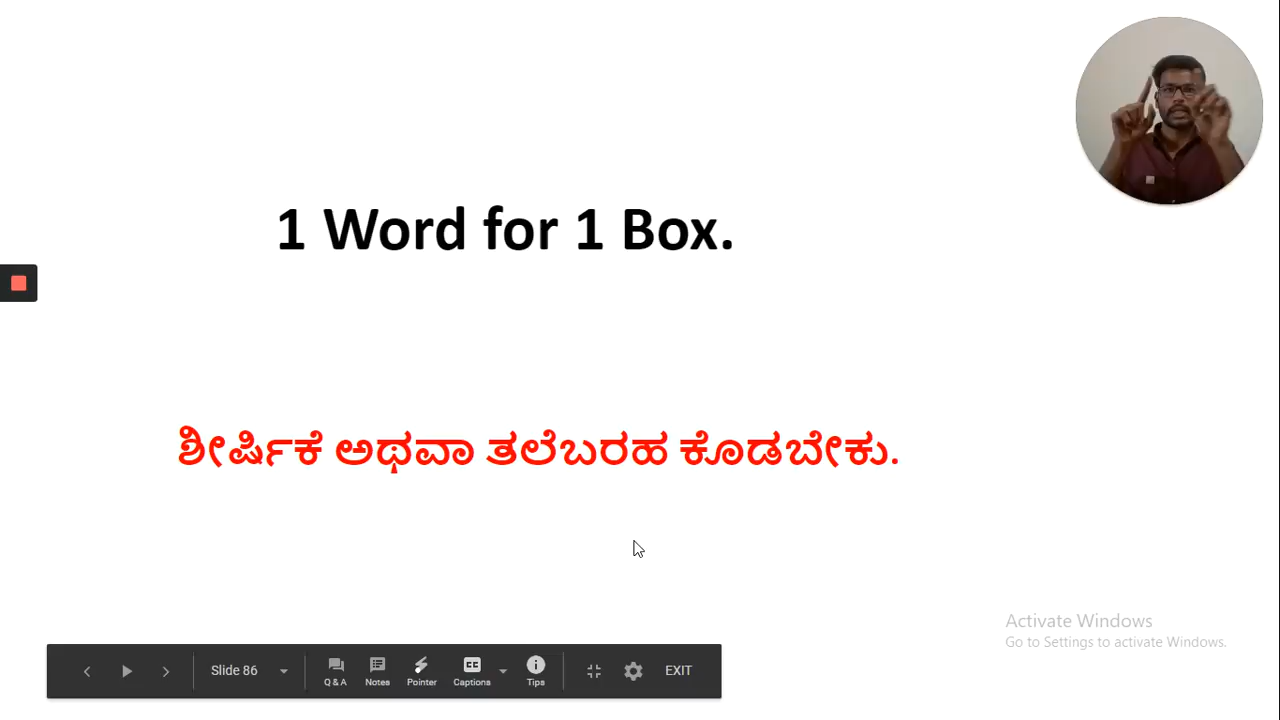 1 Word for 1 Box.
ಶೀರ್ಷಿಕೆ ಅಥವಾ ತಲೆಬರಹ ಕೊಡಬೇಕು.
Activate Windows
Go to Settings to activate Windows.
Slide 86
Q & A
Notes
Pointer
CC
Captions
Tips
EXIT